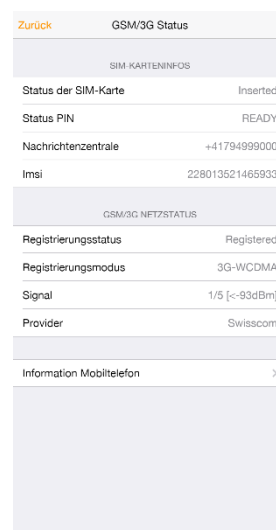 Zurück GSM/3G Status
SIM-KARTENINFOS
Status der SIM-Karte Inserted
Status PIN READY
Nachrichtenzentrale +41794999000
Imsi 228013521465933
GSM/3G NETZSTATUS
Registrierungsstatus Registered
Registrierungsmodus 3G-WCDMA
Signal 1/5 [<-93dBm]
Provider Swisscom
Information Mobiltelefon